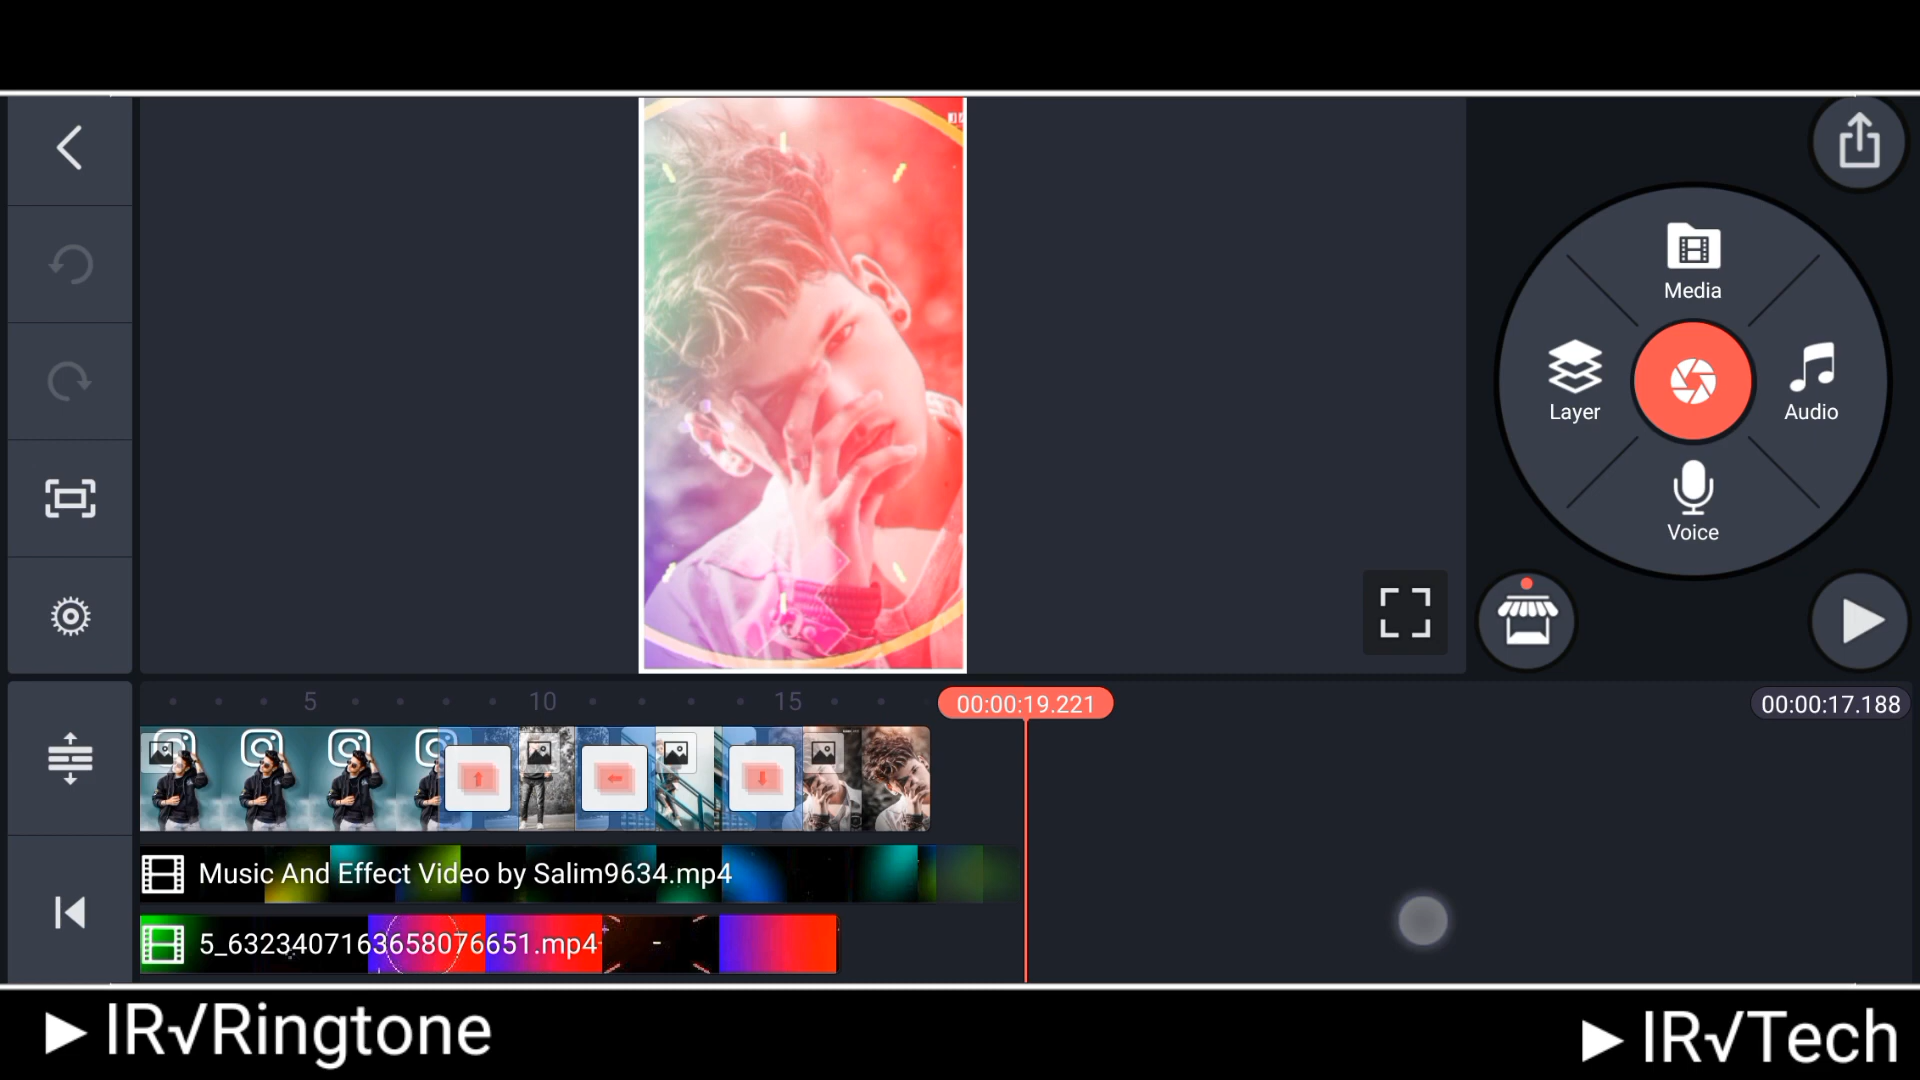 Media
Layer
Audio
Voice
5
10
15
00:00:19.221
00:00:17.188
Music And Effect Video by Salim9634.mp4
5_6323407163658076651.mp4
IR√Ringtone
IR√Tech